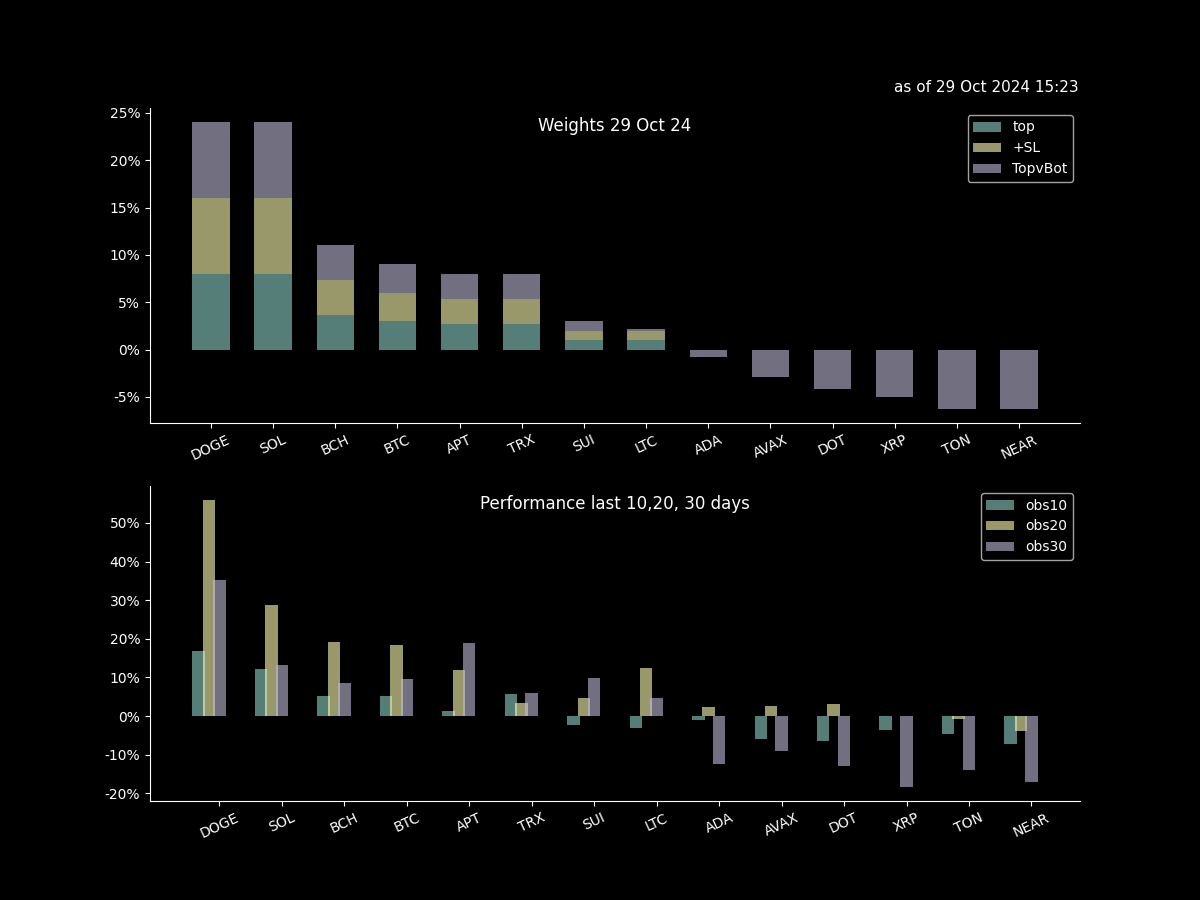 as of 29 Oct 2024 15:23
Weights 29 Oct 24
top
+SL
TopvBot
25%
20%
15%
10%
5%
0%
-5%
DOGE SOL BCH BTC APT TRX SUI LTC ADA AVAX DOT XRP TON NEAR
Performance last 10,20, 30 days
obs10
obs20
obs30
50%
40%
30%
20%
10%
0%
-10%
-20%
DOGE SOL BCH BTC APT TRX SUI LTC ADA AVAX DOT XRP TON NEAR